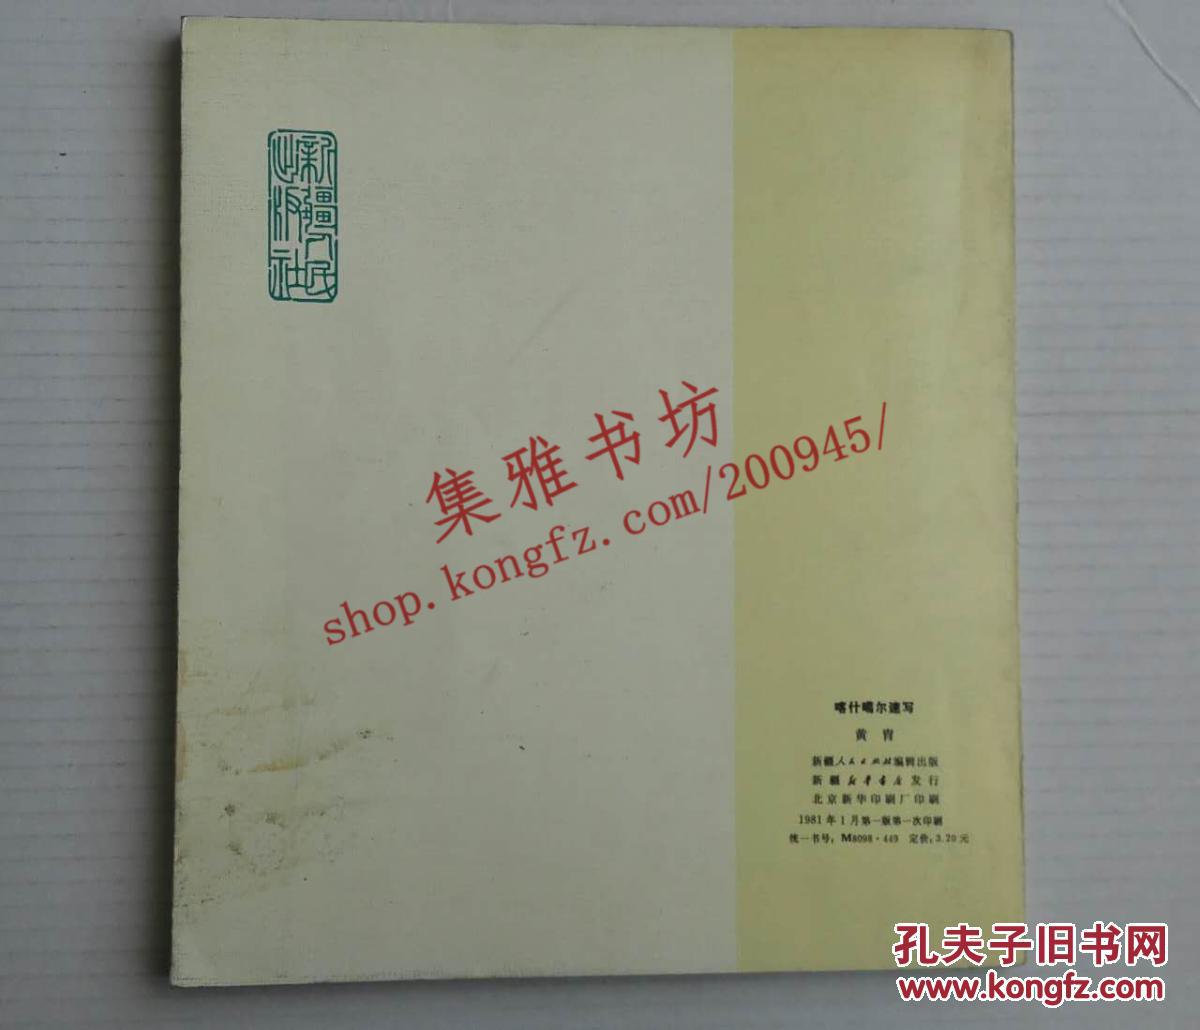 新疆人民
出版社
集雅书坊
shop.kongfz.com/200945/
喀什噶尔速写
黄胄
新疆人民出版社编辑出版
新疆新华书店发行
北京新华印刷厂印刷
1981年1月第一版第一次印刷
统一书号：M8098·449 定价：3.20元
孔夫子旧书网
www.kongfz.com